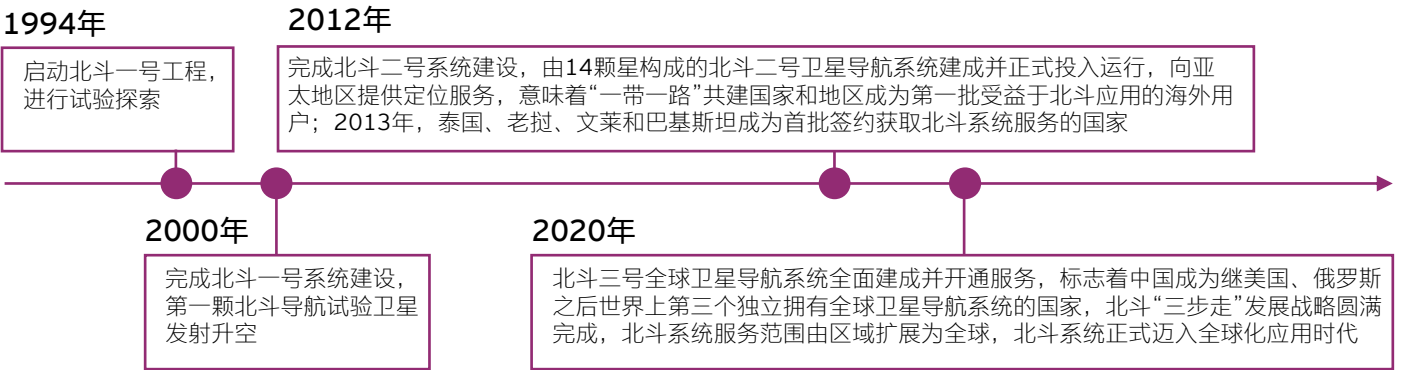 1994年
启动北斗一号工程，
进行试验探索
2012年
完成北斗二号系统建设，由14颗星构成的北斗二号卫星导航系统建成并正式投入运行，向亚
太地区提供定位服务，意味着“一带一路”共建国家和地区成为第一批受益于北斗应用的海外用
户；2013年，泰国、老挝、文莱和巴基斯坦成为首批签约获取北斗系统服务的国家
2000年
完成北斗一号系统建设，
第一颗北斗导航试验卫星
发射升空
2020年
北斗三号全球卫星导航系统全面建成并开通服务，标志着中国成为继美国、俄罗斯
之后世界上第三个独立拥有全球卫星导航系统的国家，北斗“三步走”发展战略圆满
完成，北斗系统服务范围由区域扩展为全球，北斗系统正式迈入全球化应用时代